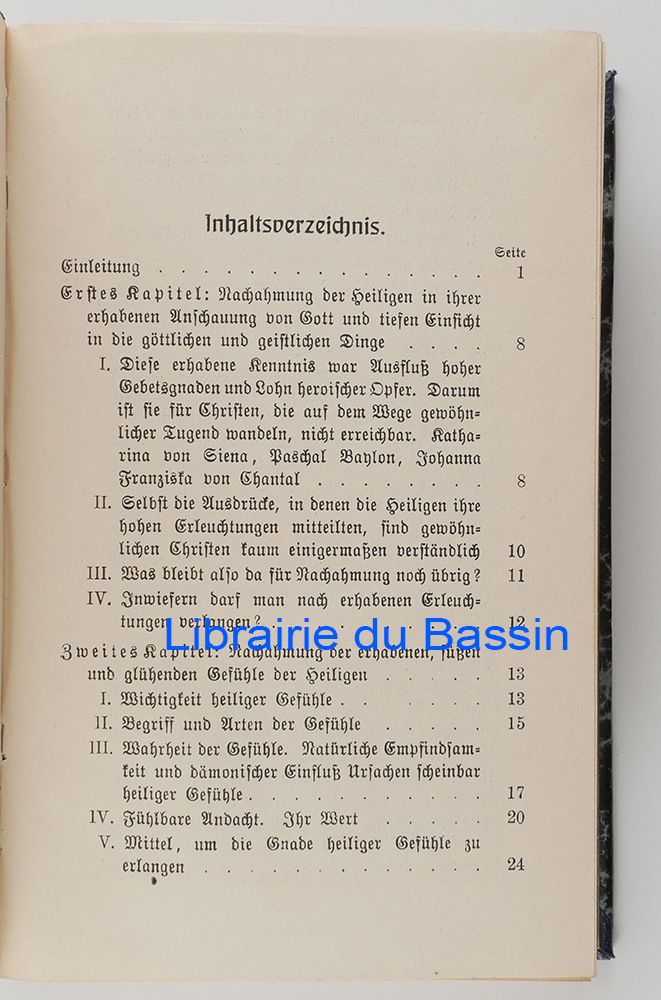 Inhaltsverzeichnis.
Seite
Einleitung . . . . . . . . . . . . . . . 1
Erstes Kapitel: Nachahmung der Heiligen in ihrer
erhabenen Anschauung von Gott und tiefen Einsicht
in die göttlichen und geistlichen Dinge . . . . 8
I. Diese erhabene Kenntnis war Ausfluß hoher
Gebetsgnaden und Lohn heroischer Opfer. Darum
ist sie für Christen, die auf dem Wege gewöhn-
licher Tugend wandeln, nicht erreichbar. Katha-
rina von Siena, Paschal Baylon, Johanna
Franziska von Chantal . . . . . . . . 8
II. Selbst die Ausdrücke, in denen die Heiligen ihre
hohen Erleuchtungen mitteilten, sind gewöhn-
lichen Christen kaum einigermaßen verständlich 10
III. Was bleibt also da für Nachahmung noch übrig? 11
IV. Inwiefern darf man nach erhabenen Erleuch-
tungen verlangen? . . . . . . . . . . 12
Librairie du Bassin
Zweites Kapitel: Nachahmung der erhabenen, süßen
und glühenden Gefühle der Heiligen . . . . . 13
I. Wichtigkeit heiliger Gefühle . . . . . . . 13
II. Begriff und Arten der Gefühle . . . . . 15
III. Wahrheit der Gefühle. Natürliche Empfindsam-
keit und dämonischer Einfluß Ursachen scheinbar
heiliger Gefühle . . . . . . . . . . . 17
IV. Fühlbare Andacht. Ihr Wert . . . . . 20
V. Mittel, um die Gnade heiliger Gefühle zu
erlangen . . . . . . . . . . . . . 24